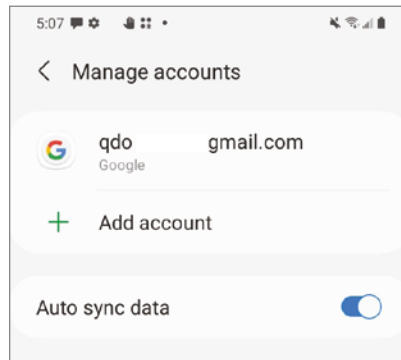 5:07
Manage accounts
qdo gmail.com
Google
Add account
Auto sync data